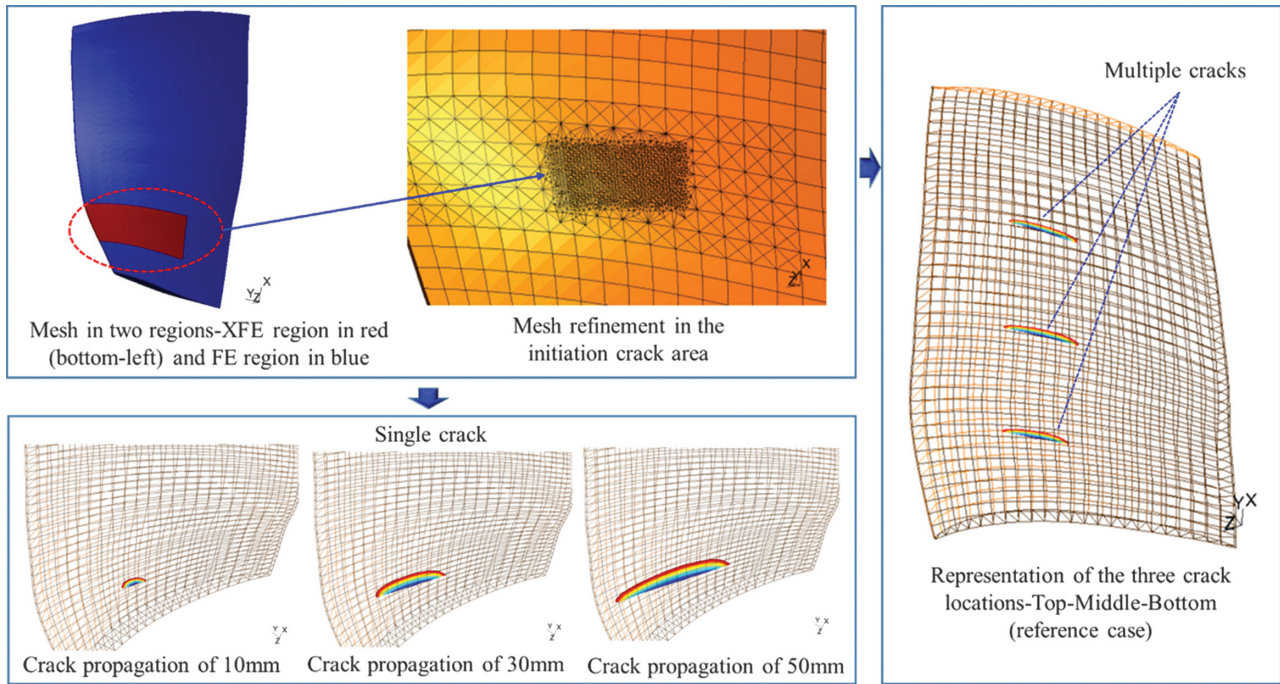 Y X
Z
Mesh in two regions-XFE region in red
(bottom-left) and FE region in blue
X
Y
Z
Mesh refinement in the
initiation crack area
Multiple cracks
Y X
Z
Representation of the three crack
locations-Top-Middle-Bottom
(reference case)
Single crack
Y X
Z
Crack propagation of 10mm
Y X
Z
Crack propagation of 30mm
Y X
Z
Crack propagation of 50mm